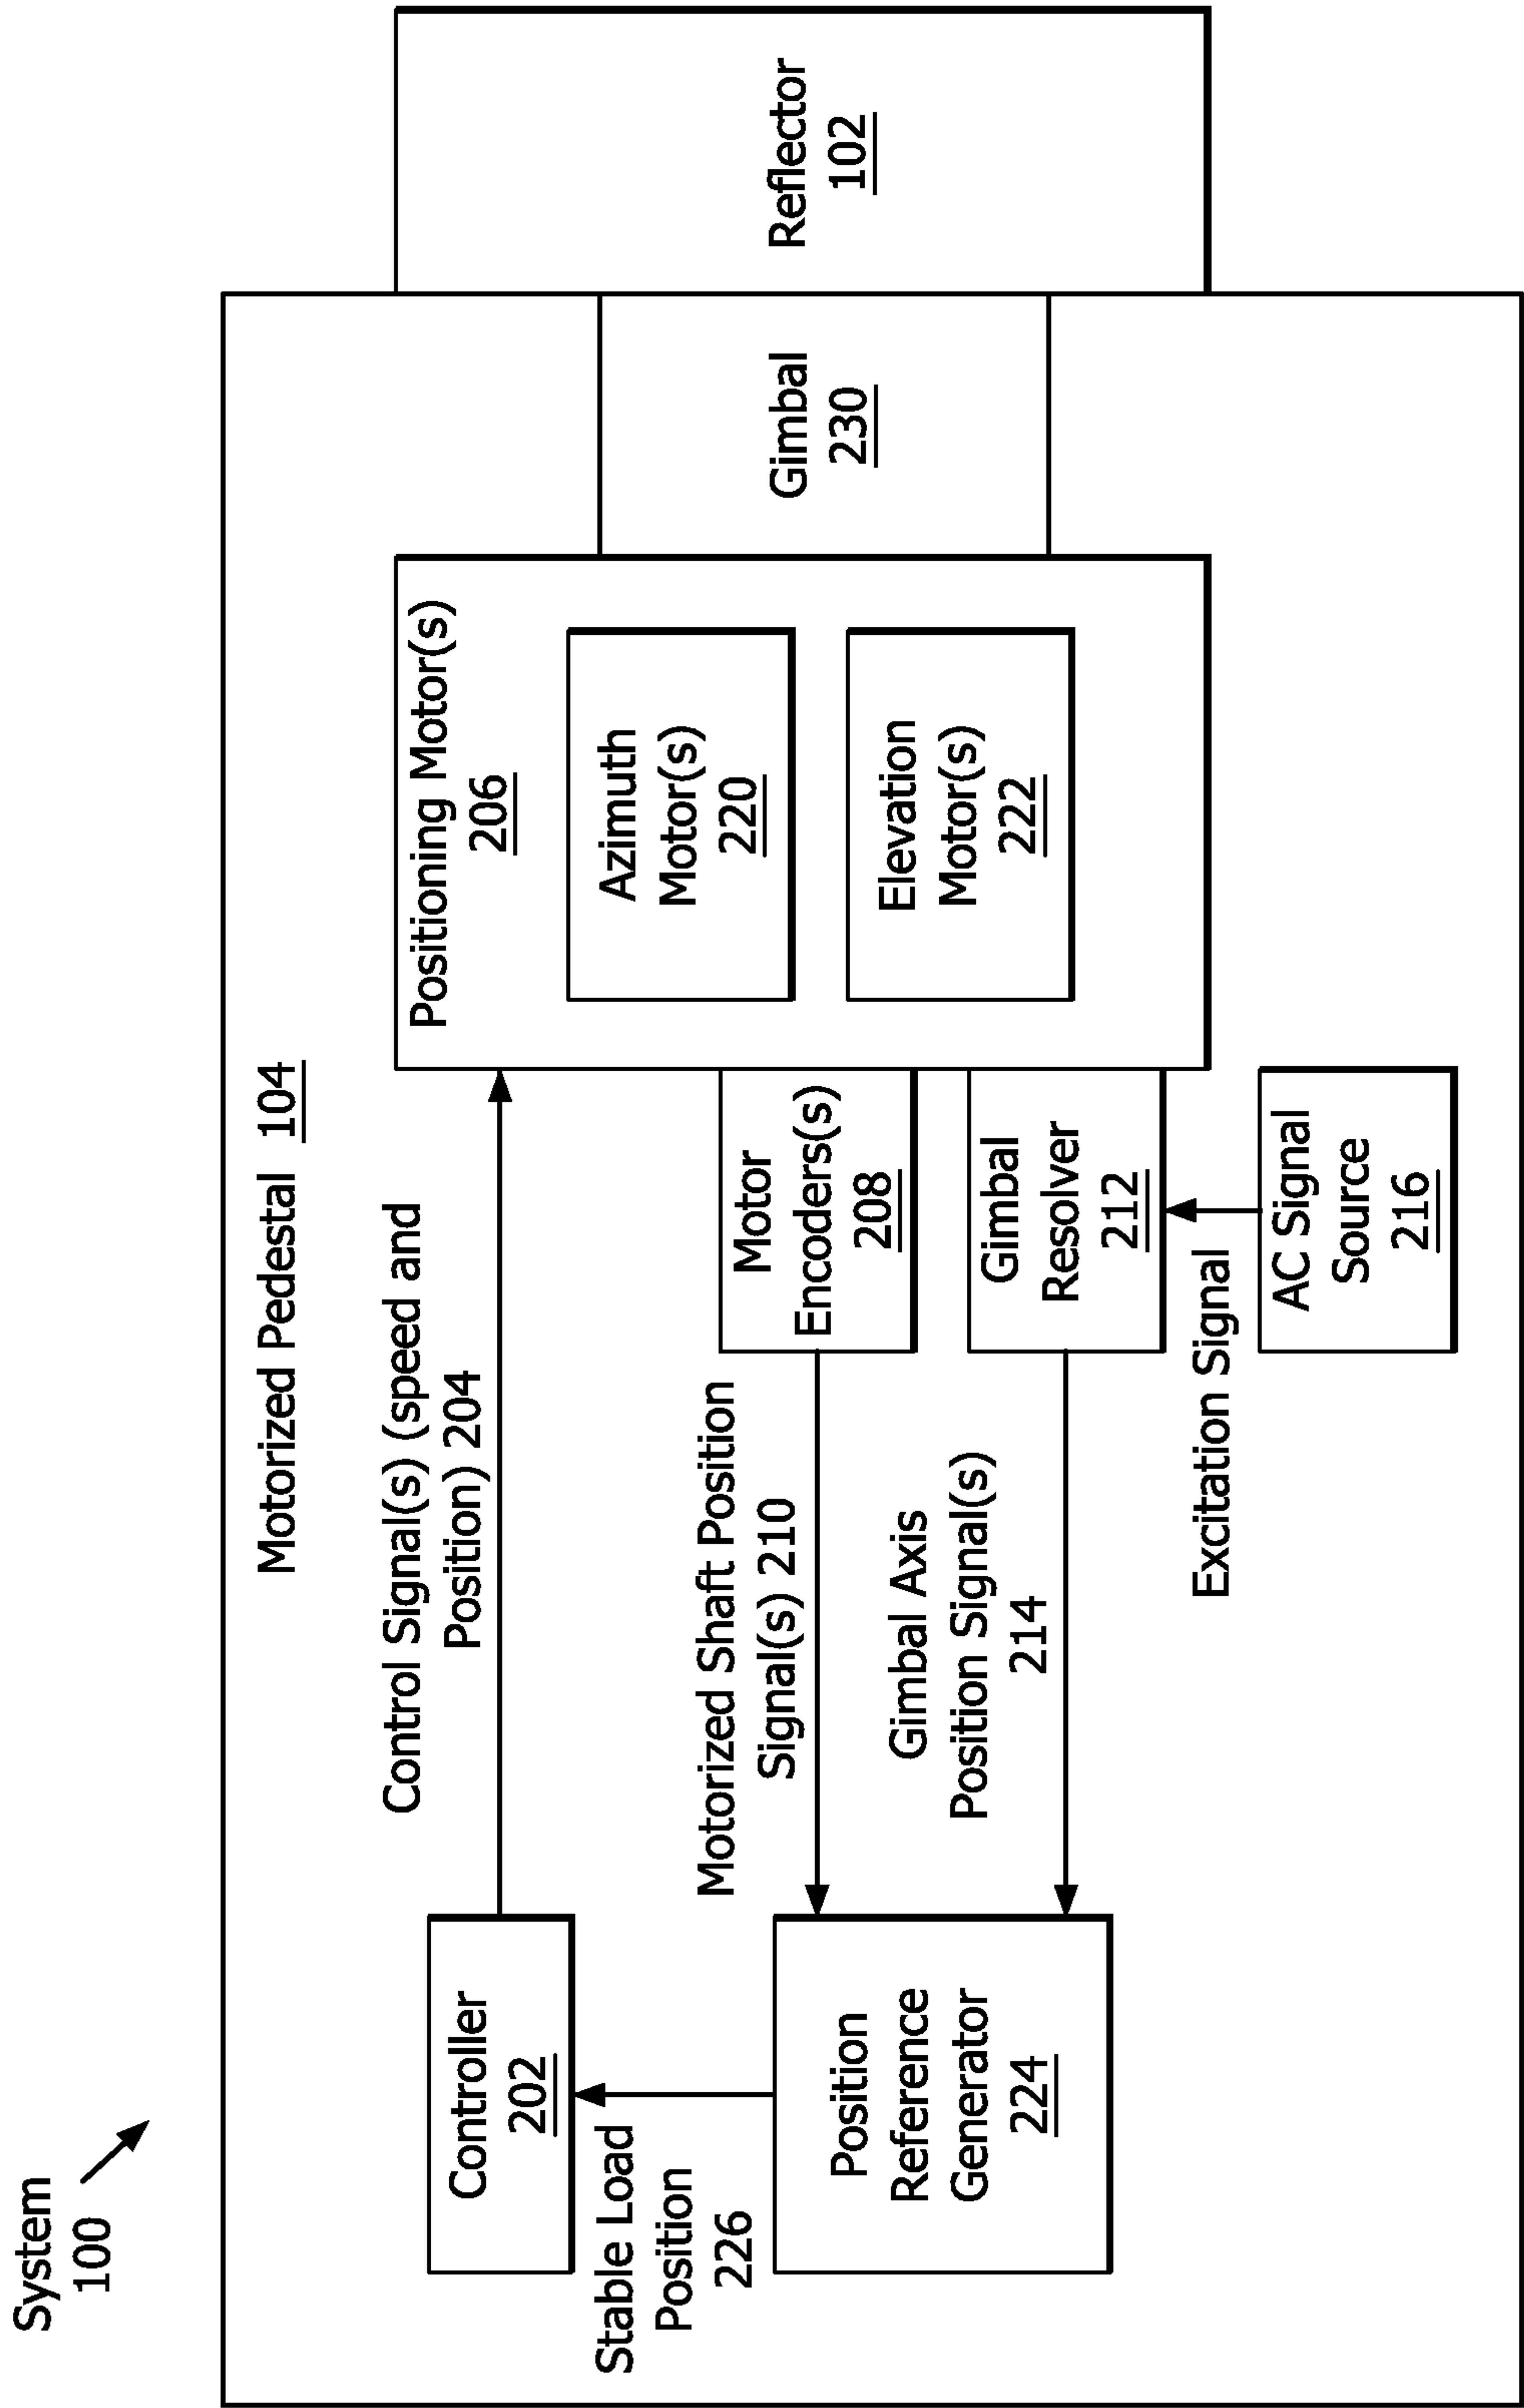 System
100
Motorized Pedestal 104
Control Signal(s) (speed and
Position) 204
Controller
202
Stable Load
Position
226
Position
Reference
Generator
224
Motorized Shaft Position
Signal(s) 210
Gimbal Axis
Position Signal(s)
214
Motor
Encoders(s)
208
Gimbal
Resolver
212
Excitation Signal
AC Signal
Source
216
Positioning Motor(s)
206
Azimuth
Motor(s)
220
Elevation
Motor(s)
222
Gimbal
230
Reflector
102